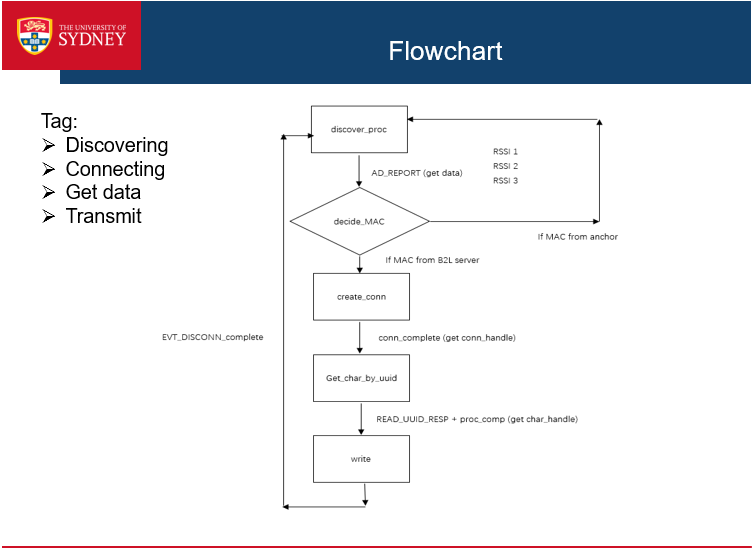 THE UNIVERSITY OF
SYDNEY
Flowchart
Tag:
Discovering
Connecting
Get data
Transmit
discover_proc
RSSI 1
RSSI 2
RSSI 3
AD_REPORT (get data)
decide_MAC
If MAC from anchor
If MAC from B2L server
create_conn
EVT_DISCONN_complete
conn_complete (get conn_handle)
Get_char_by_uuid
READ_UUID_RESP + proc_comp (get char_handle)
write